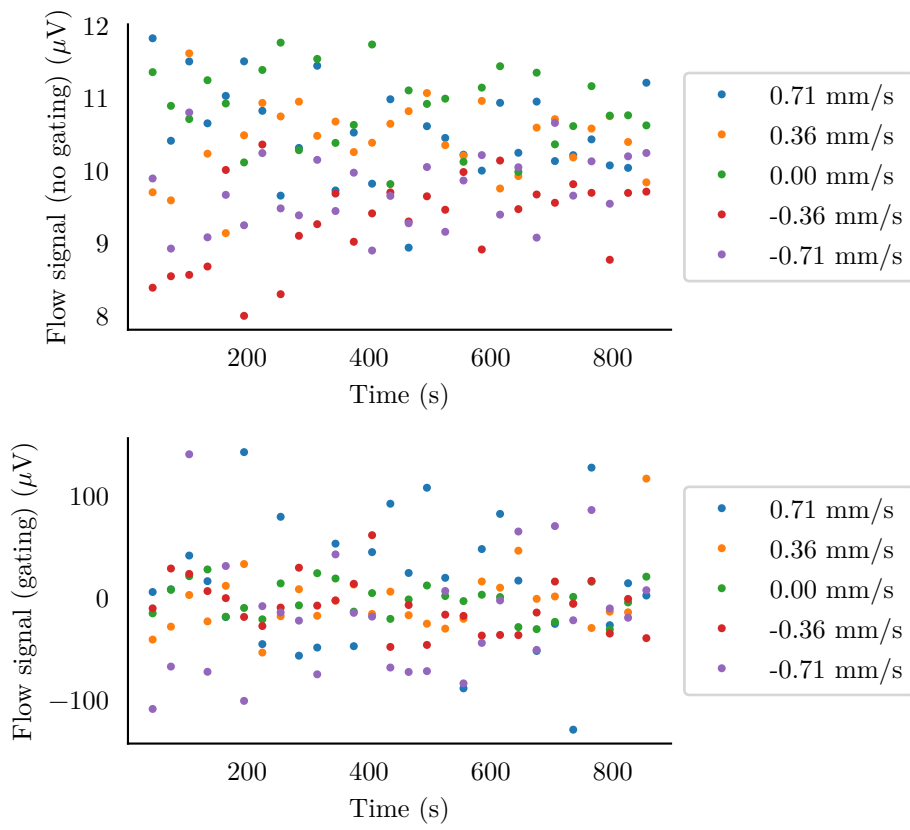 Flow signal (no gating) (μV)
12
11
10
9
8
200 400 600 800
Time (s)
0.71 mm/s
0.36 mm/s
0.00 mm/s
-0.36 mm/s
-0.71 mm/s
Flow signal (gating) (μV)
100
0
−100
200 400 600 800
Time (s)
0.71 mm/s
0.36 mm/s
0.00 mm/s
-0.36 mm/s
-0.71 mm/s